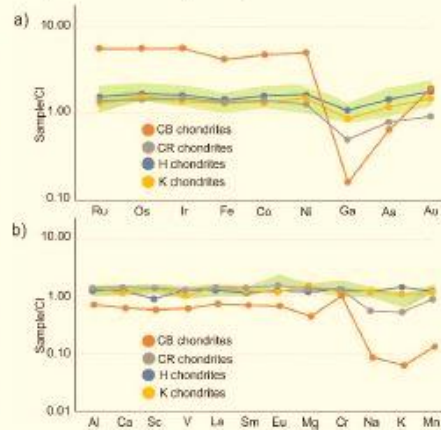 a)
10.00
1.00
0.10
Sample/CI
CB chondrites
CR chondrites
H chondrites
K chondrites
Ru Os Ir Fe Co Ni Ga As Au
b)
10.00
1.00
0.10
0.01
Sample/CI
CB chondrites
CR chondrites
H chondrites
K chondrites
Al Ca Sc V La Sm Eu Mg Cr Na K Mn